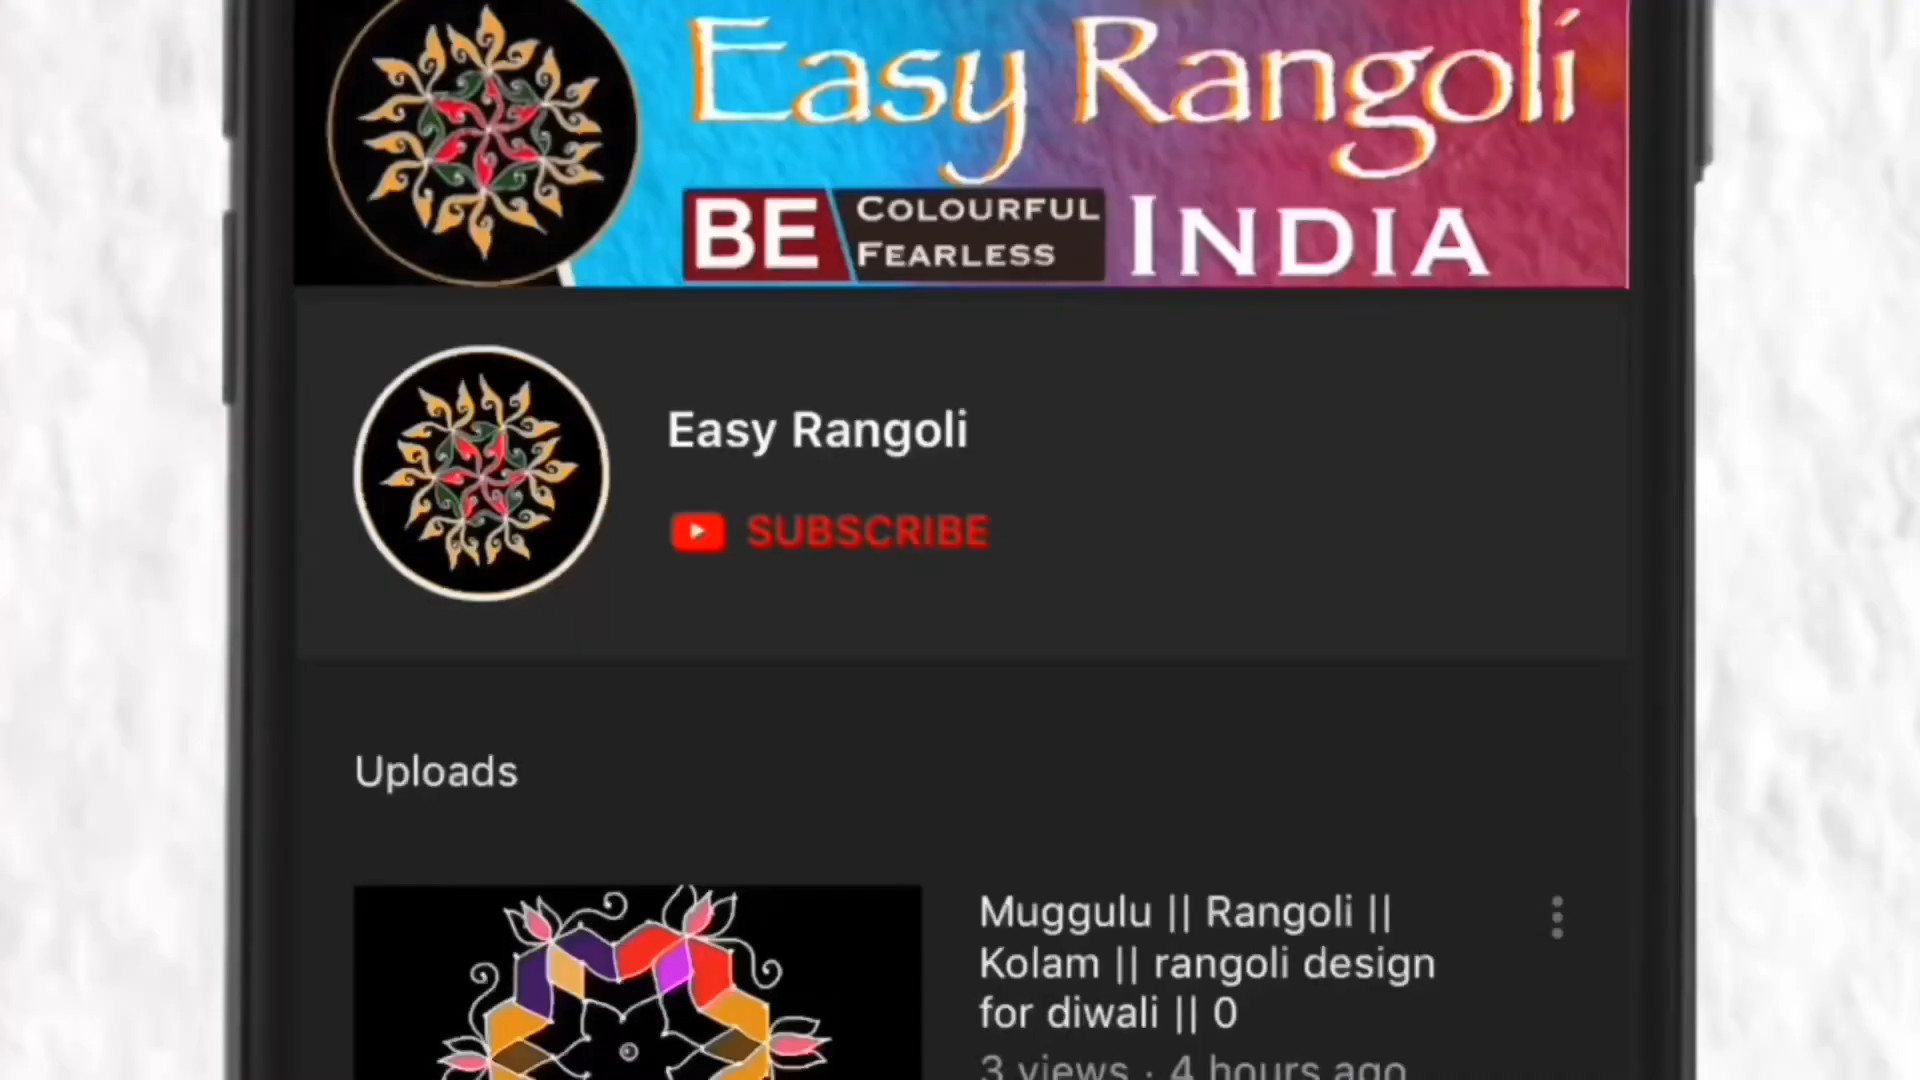 Easy Rangoli
BE COLOURFUL
FEARLESS
INDIA
Easy Rangoli
SUBSCRIBE
Uploads
Muggulu || Rangoli ||
Kolam || rangoli design
for diwali || 0
3 views · 4 hours ago